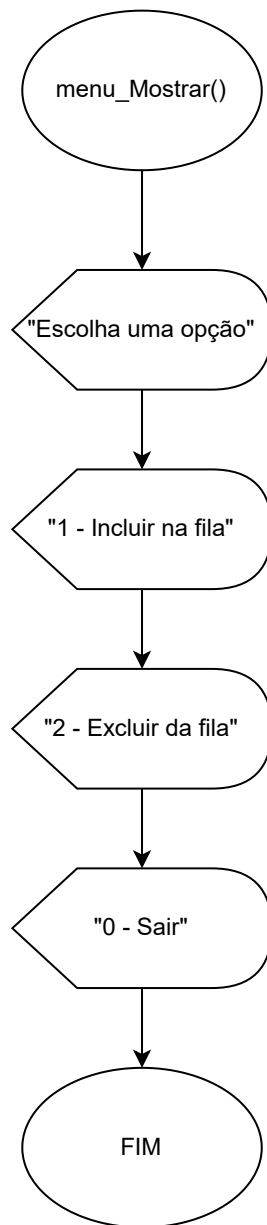 menu_Mostrar()
"Escolha uma opção"
"1 - Incluir na fila"
"2 - Excluir da fila"
"0 - Sair"
FIM